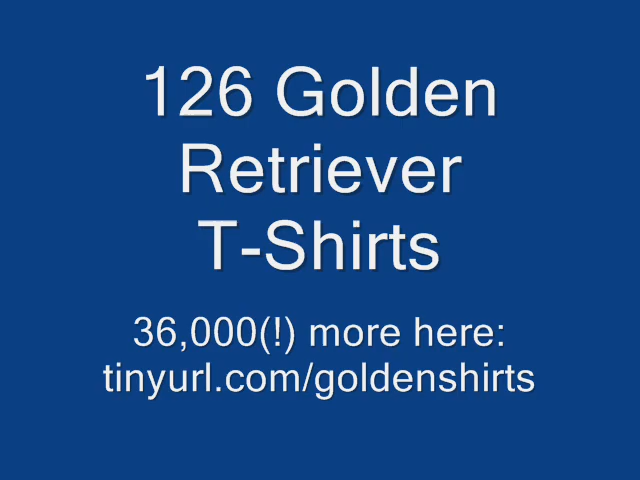 126 Golden
Retriever
T-Shirts
36,000(!) more here:
tinyurl.com/goldenshirts